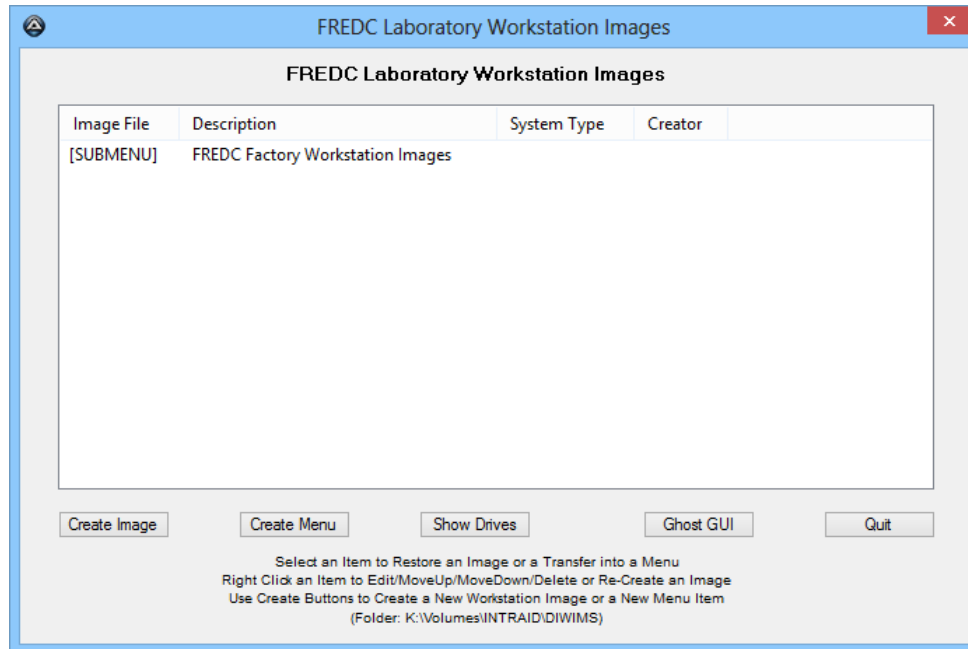 FREDC Laboratory Workstation Images
FREDC Laboratory Workstation Images
Image File Description System Type Creator
[SUBMENU] FREDC Factory Workstation Images
Create Image Create Menu Show Drives Ghost GUI Quit
Select an Item to Restore an Image or a Transfer into a Menu
Right Click an Item to Edit/MoveUp/MoveDown/Delete or Re-Create an Image
Use Create Buttons to Create a New Workstation Image or a New Menu Item
(Folder: K:\Volumes\INTRAID\DIWIMS)